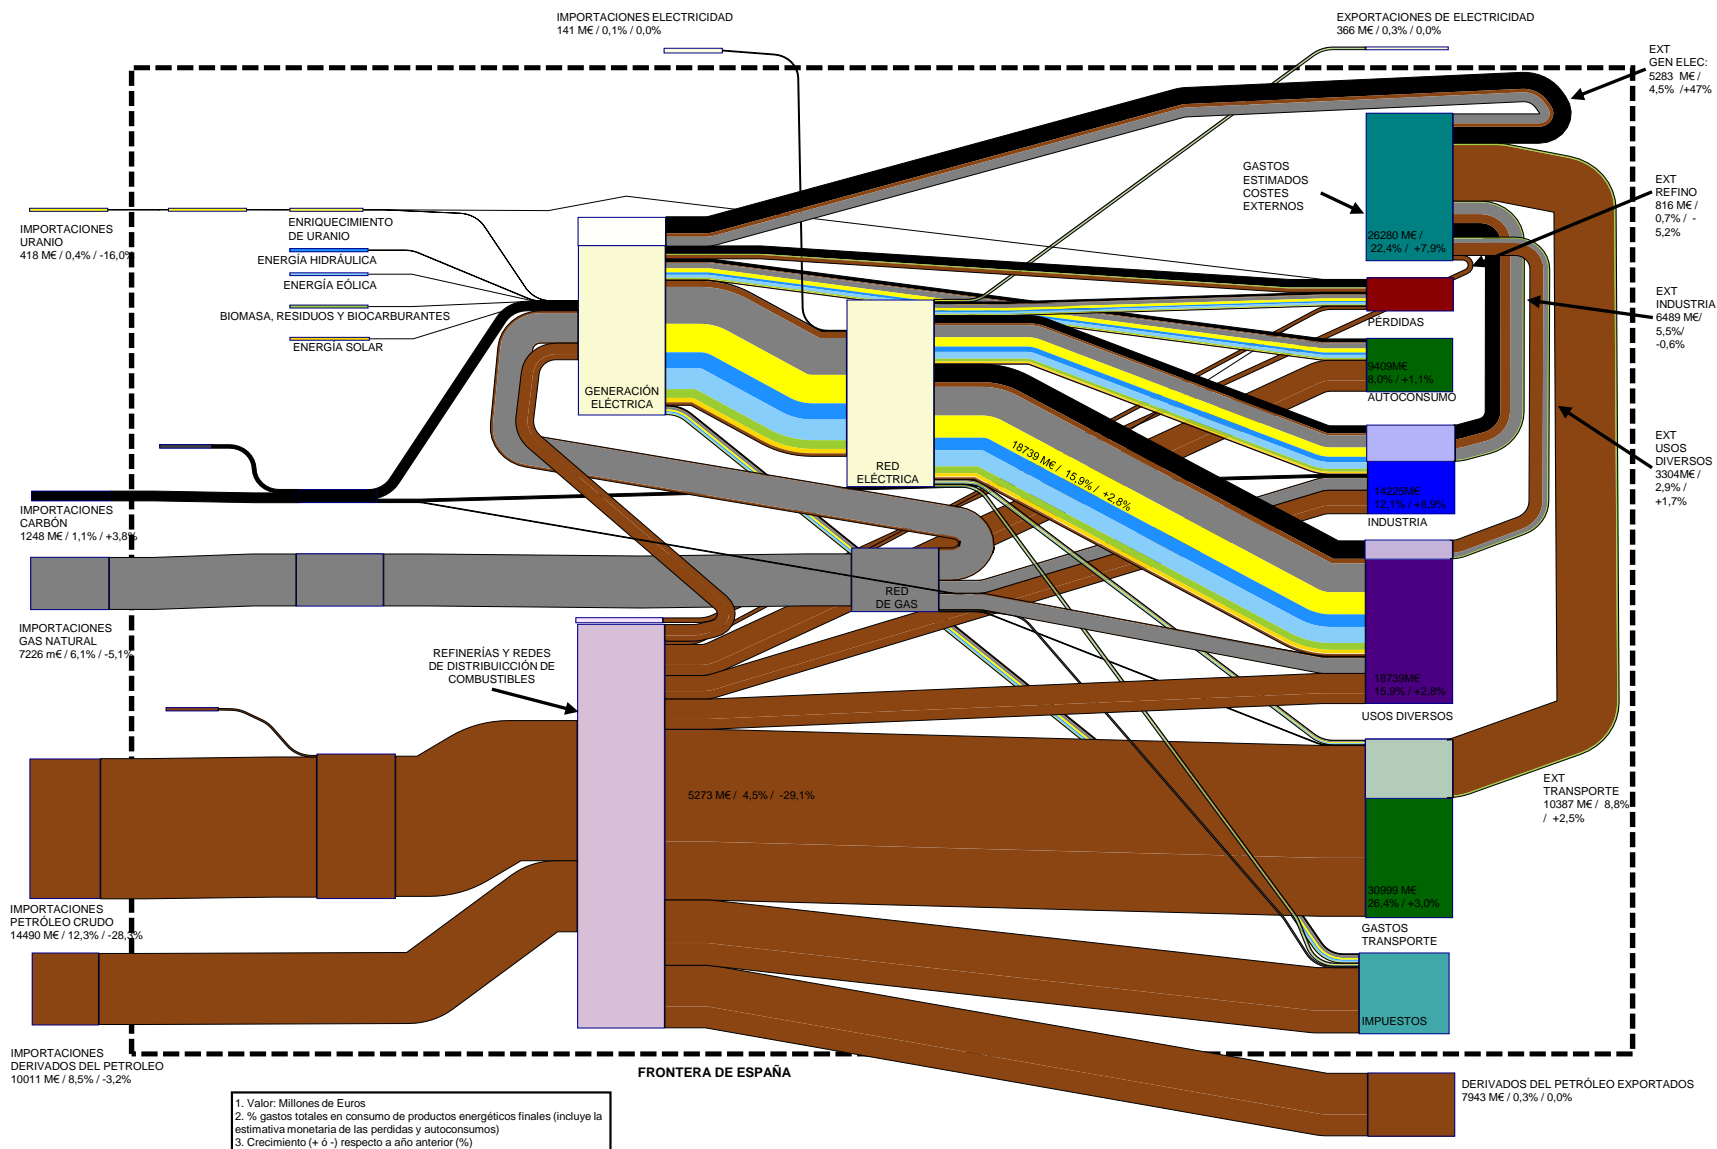 IMPORTACIONES ELECTRICIDAD
141 M€ / 0,1% / 0,0%
EXPORTACIONES DE ELECTRICIDAD
366 M€ / 0,3% / 0,0%
EXT
GEN ELEC:
5283 M€ /
4,5% /+47%
GASTOS
ESTIMADOS
COSTES
EXTERNOS
26280 M€ /
22,4% / +7,9%
EXT
REFINO
816 M€ /
0,7% / -
5,2%
IMPORTACIONES
URANIO
418 M€ / 0,4% / -16,0%
ENRIQUECIMIENTO
DE URANIO
ENERGÍA HIDRÁULICA
ENERGÍA EÓLICA
BIOMASA, RESIDUOS Y BIOCARBURANTES
ENERGÍA SOLAR
EXT
INDUSTRIA
6489 M€/
5,5%/
-0,6%
PÉRDIDAS
9409M€
8,0% / +1,1%
AUTOCONSUMO
GENERACIÓN
ELÉCTRICA
RED
ELÉCTRICA
18739 M€ / 15,9% / +2,8%
EXT
USOS
DIVERSOS
3304M€ /
2,9% /
+1,7%
14225M€
12,1% / +8,9%
INDUSTRIA
IMPORTACIONES
CARBÓN
1248 M€ / 1,1% / +3,8%
RED
DE GAS
IMPORTACIONES
GAS NATURAL
7226 m€ / 6,1% / -5,1%
REFINERÍAS Y REDES
DE DISTRIBUICCIÓN DE
COMBUSTIBLES
18739M€
15,9% / +2,8%
USOS DIVERSOS
5273 M€ / 4,5% / -29,1%
EXT
TRANSPORTE
10387 M€ / 8,8%
/ +2,5%
30999 M€
26,4% / +3,0%
GASTOS
TRANSPORTE
IMPORTACIONES
PETRÓLEO CRUDO
14490 M€ / 12,3% / -28,3%
IMPUESTOS
IMPORTACIONES
DERIVADOS DEL PETROLEO
10011 M€ / 8,5% / -3,2%
FRONTERA DE ESPAÑA
DERIVADOS DEL PETRÓLEO EXPORTADOS
7943 M€ / 0,3% / 0,0%
1. Valor: Millones de Euros
2. % gastos totales en consumo de productos energéticos finales (incluye la
estimativa monetaria de las perdidas y autoconsumos)
3. Crecimiento (+ ó -) respecto a año anterior (%)